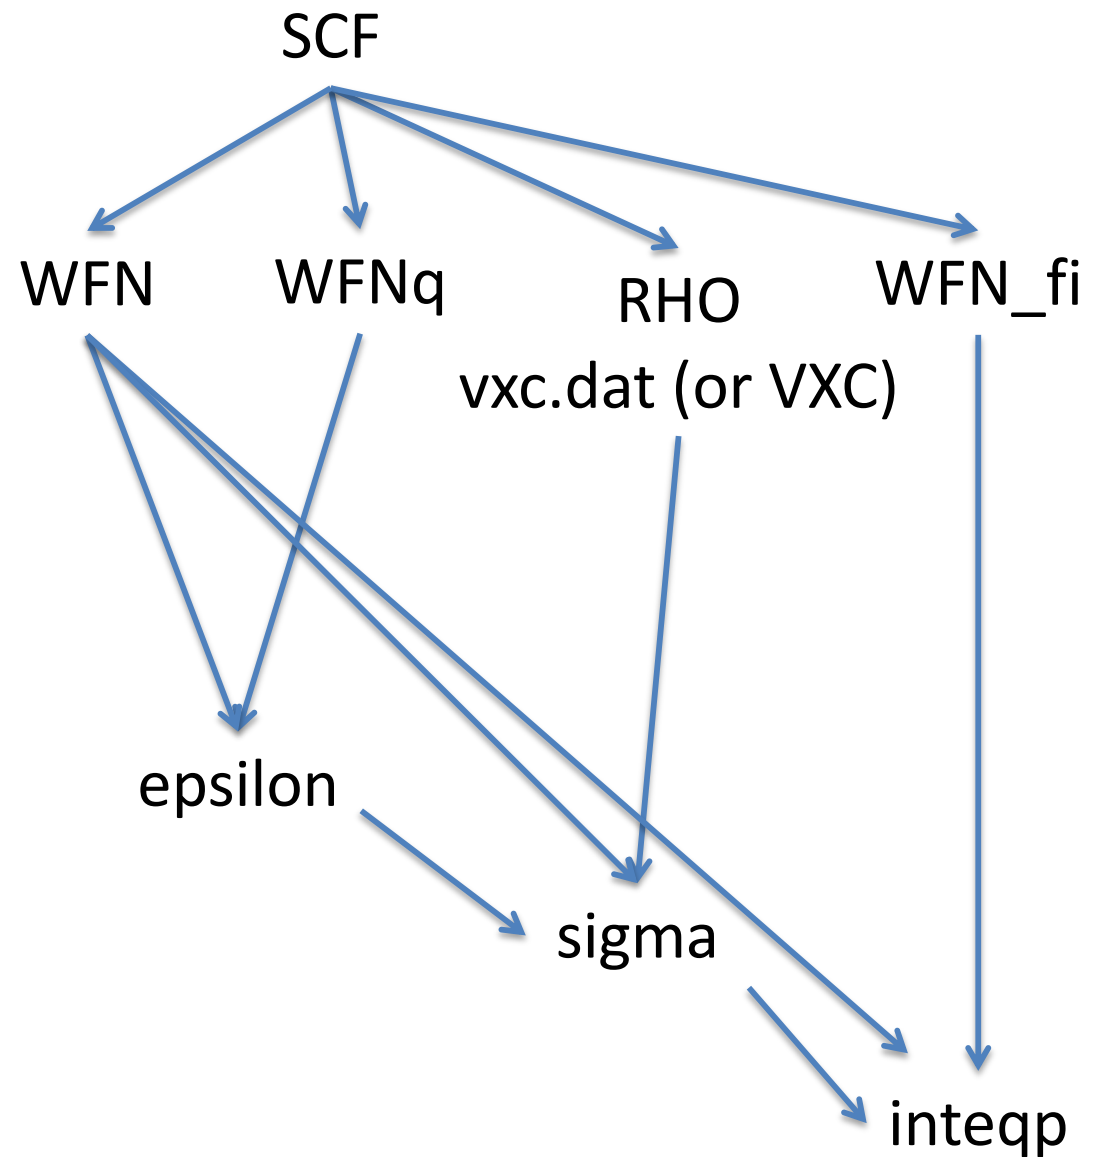 SCF
WFN
WFNq
RHO
vxc.dat (or VXC)
WFN_fi
epsilon
sigma
inteqp